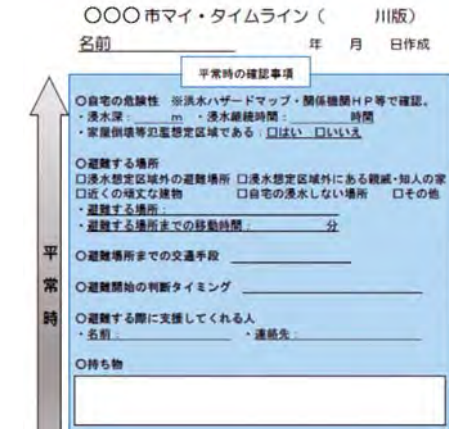 〇〇〇市マイ・タイムライン（　　　川版）
名前　　　　　年　月　日作成
平常時の確認事項
〇自宅の危険性　※洪水ハザードマップ・関係機関ＨＰ等で確認。
・浸水深：　　　ｍ　・浸水継続時間：　　　時間
・家屋倒壊等氾濫想定区域である：□はい　□いいえ
〇避難する場所
□浸水想定区域外の避難場所 □浸水想定区域外にある親戚・知人の家
□近くの頑丈な建物　□自宅の浸水しない場所　□その他
・避難する場所：
・避難する場所までの移動時間：　　　分
〇避難場所までの交通手段
〇避難開始の判断タイミング
〇避難する際に支援してくれる人
・名前：　　　・連絡先：
〇持ち物
平常時